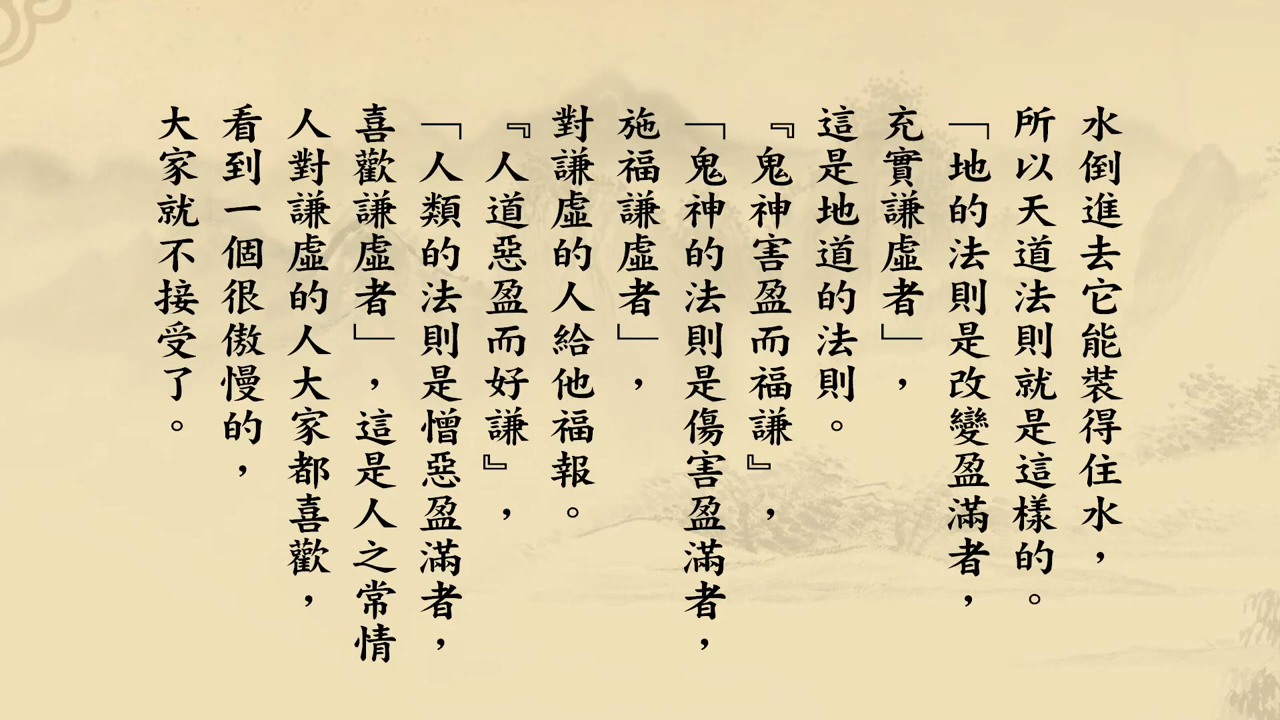 水倒進去它能裝得住水，
所以天道法則就是這樣的。
「地的法則是改變盈滿者，
充實謙虛者」，
這是地道的法則。
『鬼神害盈而福謙』，
「鬼神的法則是傷害盈滿者，
施福謙虛者」，
對謙虛的人給他福報。
『人道惡盈而好謙』，
「人類的法則是憎惡盈滿者，
喜歡謙虛者」，這是人之常情
人對謙虛的人大家都喜歡，
看到一個很傲慢的，
大家就不接受了。